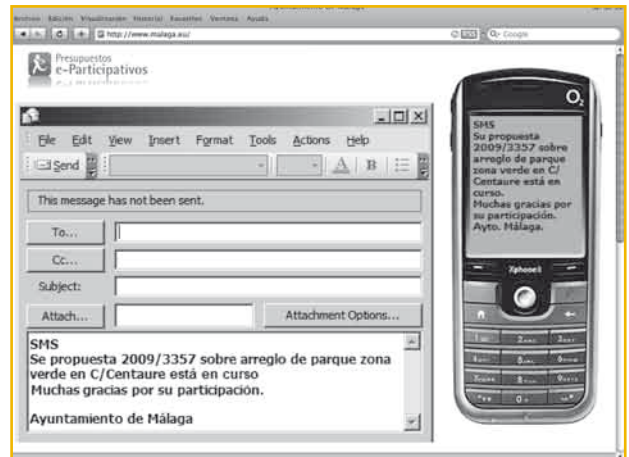 Archivo Edición Visualización Historial Favoritos Ventana Ayuda
http://www.malaga.eu/
Google
Presupuestos
e-Participativos
File Edit View Insert Format Tools Actions Help
Send
A B
This message has not been sent.
To...
Cc...
Subject:
Attach...
Attachment Options...
SMS
Se propuesta 2009/3357 sobre arreglo de parque zona
verde en C/Centaure está en curso
Muchas gracias por su participación.
Ayuntamiento de Málaga
O2
SMS
Su propuesta
2009/3357 sobre
arreglo de parque
zona verde en C/
Centaure está en
curso.
Muchas gracias por
su participación.
Ayto. Málaga.
XphoneII